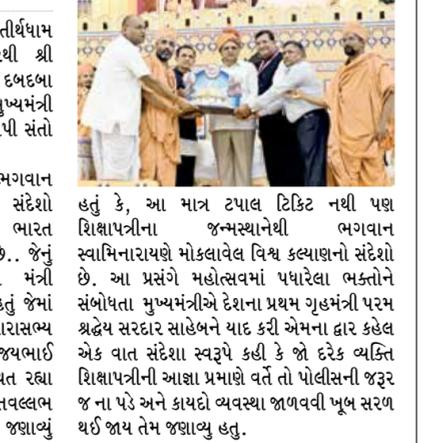 તીર્થધામ
રથી શ્રી
દબદબા
મુખ્યમંત્રી
પી સંતો
ભગવાન
સંદેશો
ભારત
છે.. જેનું
મંત્રી
હતું જેમાં
ારાસભ્ય
જયભાઈ
યત રહ્યા
તવલ્લભ
જણાવ્યું
હતું કે, આ માત્ર ટપાલ ટિકિટ નથી પણ
શિક્ષાપત્રીના જન્મસ્થાનેથી ભગવાન
સ્વામિનારાયણે મોકલાવેલ વિશ્વ કલ્યાણનો સંદેશો
છે. આ પ્રસંગે મહોત્સવમાં પધારેલા ભક્તોને
સંબોધતા મુખ્યમંત્રીએ દેશના પ્રથમ ગૃહમંત્રી પરમ
શ્રદ્ધેય સરદાર સાહેબને યાદ કરી એમના દ્વાર કહેલ
એક વાત સંદેશા સ્વરૂપે કહી કે જો દરેક વ્યક્તિ
શિક્ષાપત્રીની આજ્ઞા પ્રમાણે વર્તે તો પોલીસની જરૂર
જ ના પડે અને કાયદો વ્યવસ્થા જાળવવી ખૂબ સરળ
થઈ જાય તેમ જણાવ્યુ હતુ.